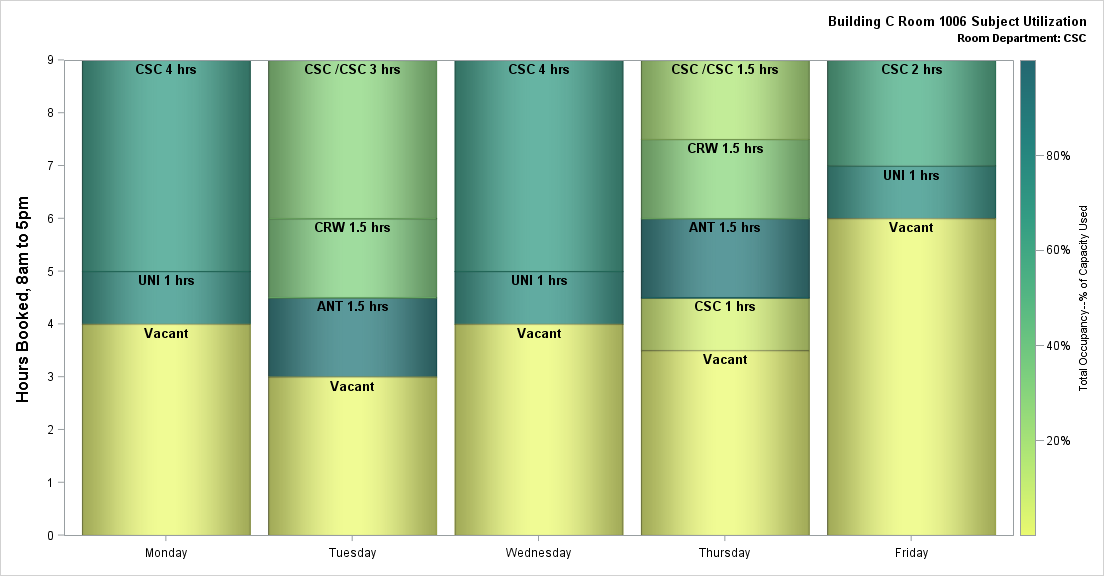 Building C Room 1006 Subject Utilization
Room Department: CSC
Hours Booked, 8am to 5pm
9
8
7
6
5
4
3
2
1
0
CSC 4 hrs
UNI 1 hrs
Vacant
CSC /CSC 3 hrs
CRW 1.5 hrs
ANT 1.5 hrs
Vacant
CSC 4 hrs
UNI 1 hrs
Vacant
CSC /CSC 1.5 hrs
CRW 1.5 hrs
ANT 1.5 hrs
CSC 1 hrs
Vacant
CSC 2 hrs
UNI 1 hrs
Vacant
Monday
Tuesday
Wednesday
Thursday
Friday
80%
60%
40%
20%
Total Occupancy--% of Capacity Used